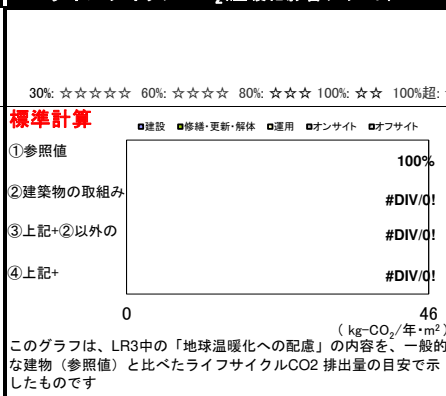 30%: ☆☆☆☆☆ 60%: ☆☆☆☆ 80%: ☆☆☆ 100%: ☆☆ 100%超:
標準計算
■建設 ■修繕・更新・解体 ■運用 ■オンサイト ■オフサイト
①参照値 100%
②建築物の取組み #DIV/0!
③上記+②以外の #DIV/0!
④上記+ #DIV/0!
0 46
( kg-CO₂/年・m² )
このグラフは、LR3中の「地球温暖化への配慮」の内容を、一般的
な建物（参照値）と比べたライフサイクルCO2 排出量の目安で示
したものです